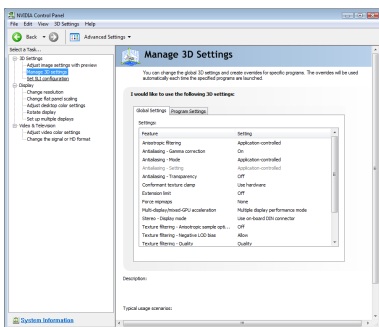 NVIDIA Control Panel
File Edit View 3D Settings Help
Back Advanced Settings
Select a Task...
3D Settings
Adjust image settings with preview
Manage 3D settings
Set SLI configuration
Display
Change resolution
Change flat panel scaling
Adjust desktop color settings
Rotate display
Set up multiple displays
Video & Television
Adjust video color settings
Change the signal or HD format
System Information
Manage 3D Settings
You can change the global 3D settings and create overrides for specific programs. The overrides will be used
automatically each time the specified programs are launched.
I would like to use the following 3D settings:
Global Settings Program Settings
Settings:
Feature Setting
Anisotropic filtering Application-controlled
Antialiasing - Gamma correction On
Antialiasing - Mode Application-controlled
Antialiasing - Setting Application-controlled
Antialiasing - Transparency Off
Conformant texture clamp Use hardware
Extension limit Off
Force mipmaps None
Multi-display/mixed-GPU acceleration Multiple display performance mode
Stereo - Display mode Use on-board DIN connector
Texture filtering - Anisotropic sample opti... Off
Texture filtering - Negative LOD bias Allow
Texture filtering - Quality Quality
Description:
Typical usage scenarios: